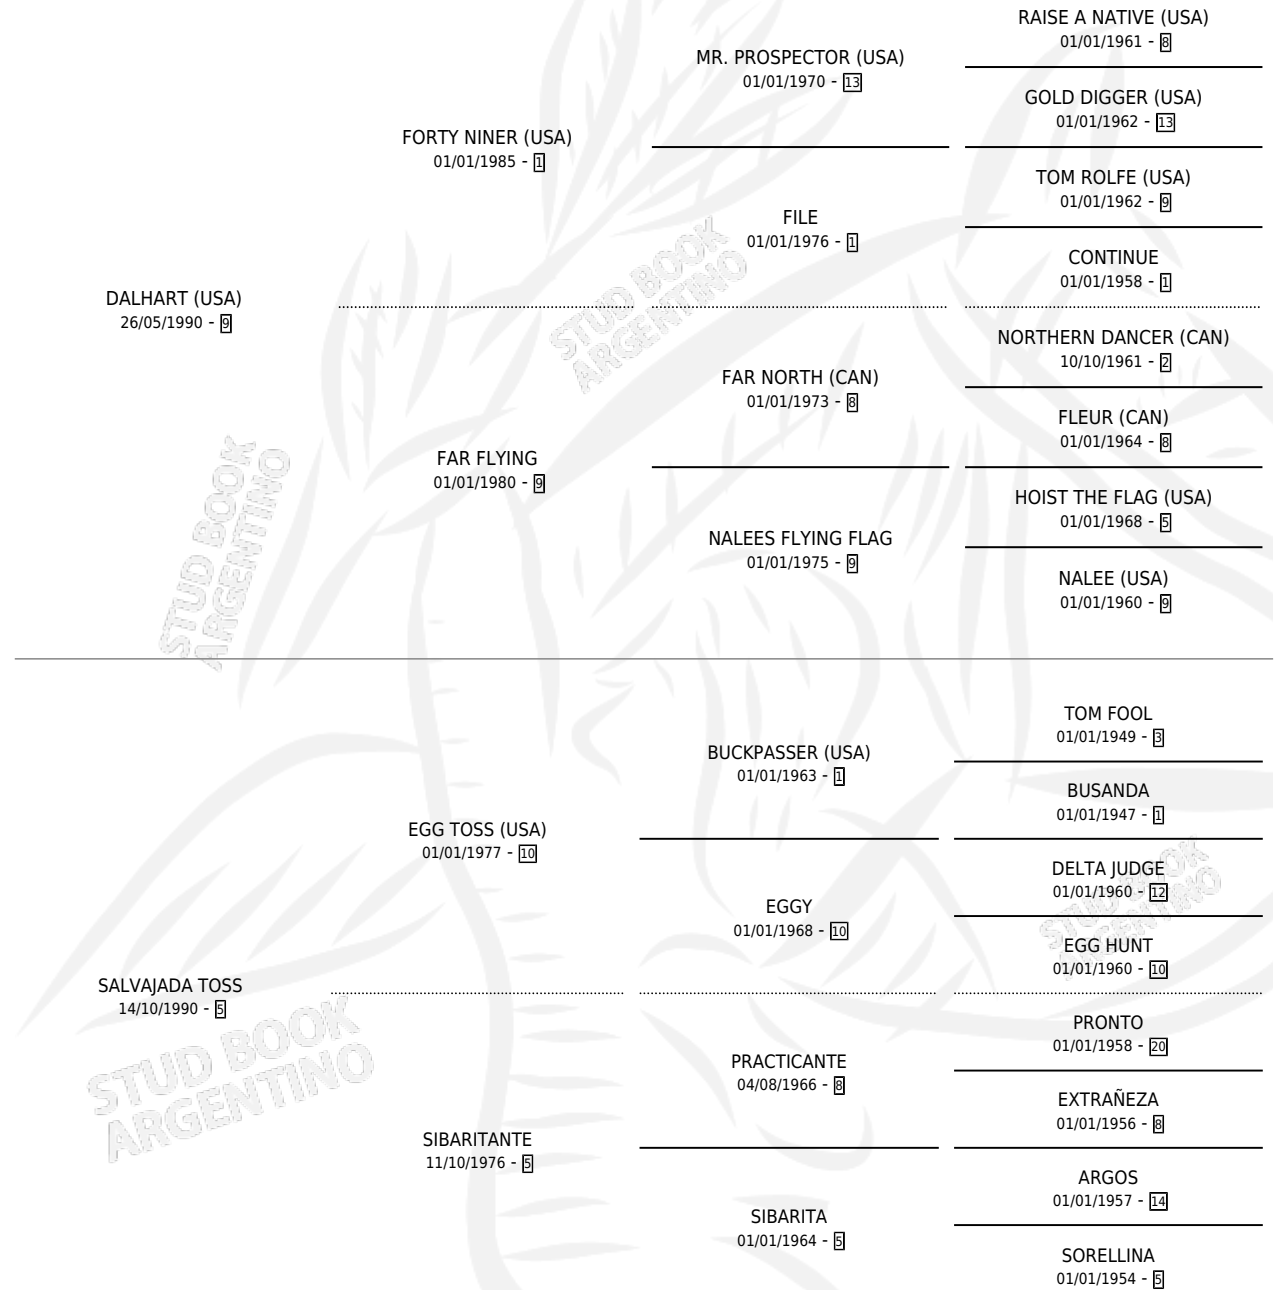 RAISE A NATIVE (USA)
01/01/1961 - 8
MR. PROSPECTOR (USA)
01/01/1970 - 13
GOLD DIGGER (USA)
01/01/1962 - 13
FORTY NINER (USA)
01/01/1985 - 1
TOM ROLFE (USA)
01/01/1962 - 9
FILE
01/01/1976 - 1
CONTINUE
01/01/1958 - 1
DALHART (USA)
26/05/1990 - 9
NORTHERN DANCER (CAN)
10/10/1961 - 2
FAR NORTH (CAN)
01/01/1973 - 8
FLEUR (CAN)
01/01/1964 - 8
FAR FLYING
01/01/1980 - 9
HOIST THE FLAG (USA)
01/01/1968 - 5
NALEES FLYING FLAG
01/01/1975 - 9
NALEE (USA)
01/01/1960 - 9
TOM FOOL
01/01/1949 - 3
BUCKPASSER (USA)
01/01/1963 - 1
BUSANDA
01/01/1947 - 1
EGG TOSS (USA)
01/01/1977 - 10
DELTA JUDGE
01/01/1960 - 12
EGGY
01/01/1968 - 10
EGG HUNT
01/01/1960 - 10
SALVAJADA TOSS
14/10/1990 - 5
PRONTO
01/01/1958 - 20
PRACTICANTE
04/08/1966 - 8
EXTRAÑEZA
01/01/1956 - 8
SIBARITANTE
11/10/1976 - 5
ARGOS
01/01/1957 - 14
SIBARITA
01/01/1964 - 5
SORELLINA
01/01/1954 - 5
STUD BOOK
ARGENTINO
STUD BOOK
ARGENTINO
STUD BOOK
ARGENTINO
STUD BOOK
ARGENTINO